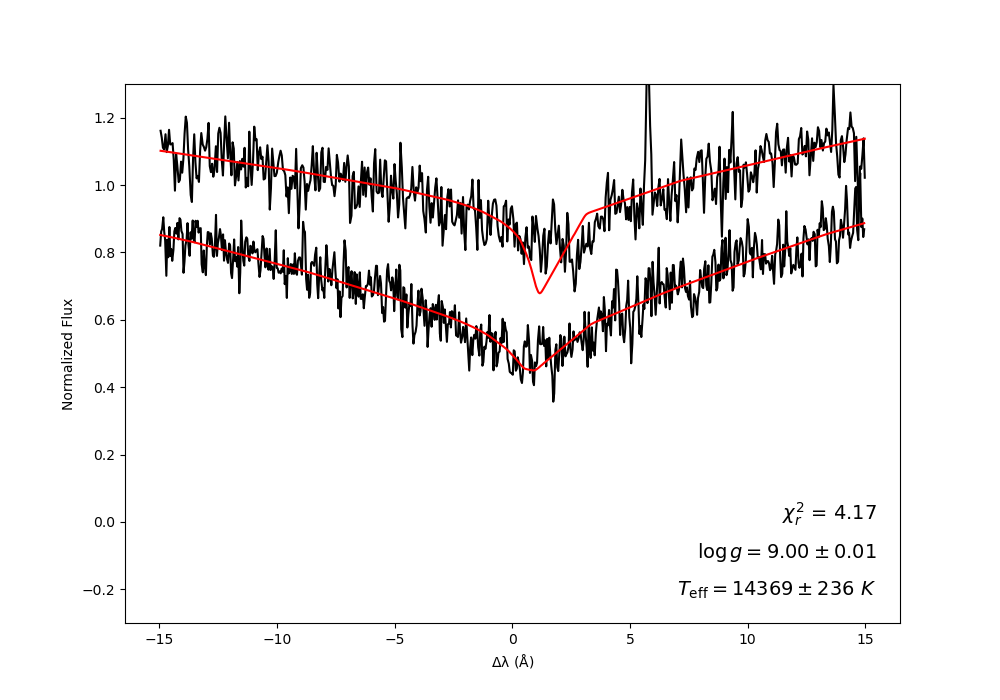 1.2
1.0
0.8
0.6
0.4
0.2
0.0
−0.2
Normalized Flux
χ²ᵣ = 4.17
log g = 9.00 ± 0.01
T_eff = 14369 ± 236 K
−15 −10 −5 0 5 10 15
Δλ (Å)